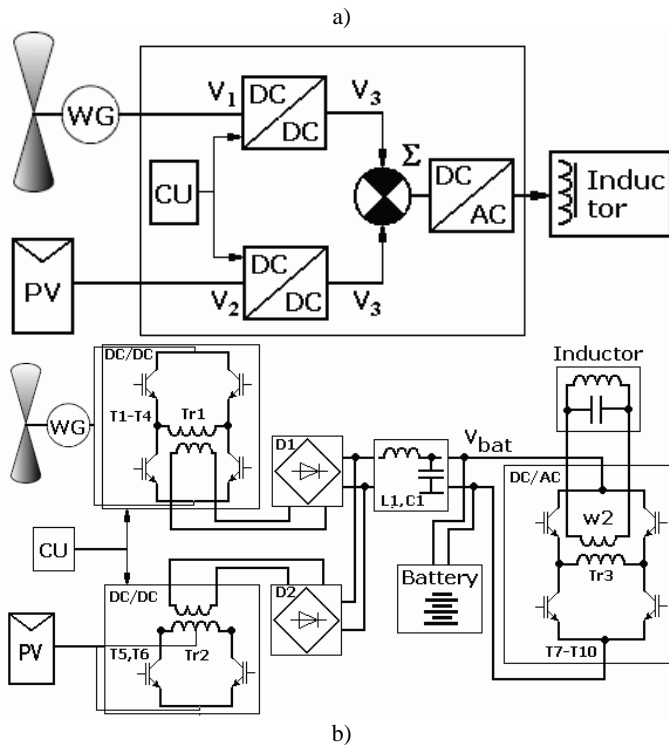 a)
WG
V1
DC
DC
V3
CU
Σ
DC
AC
Induc
tor
PV
V2
DC
DC
V3
DC/DC
T1-T4
Tr1
WG
D1
L1,C1
Vbat
Inductor
DC/AC
w2
Tr3
T7-T10
CU
Battery
DC/DC
D2
PV
T5,T6
Tr2
b)